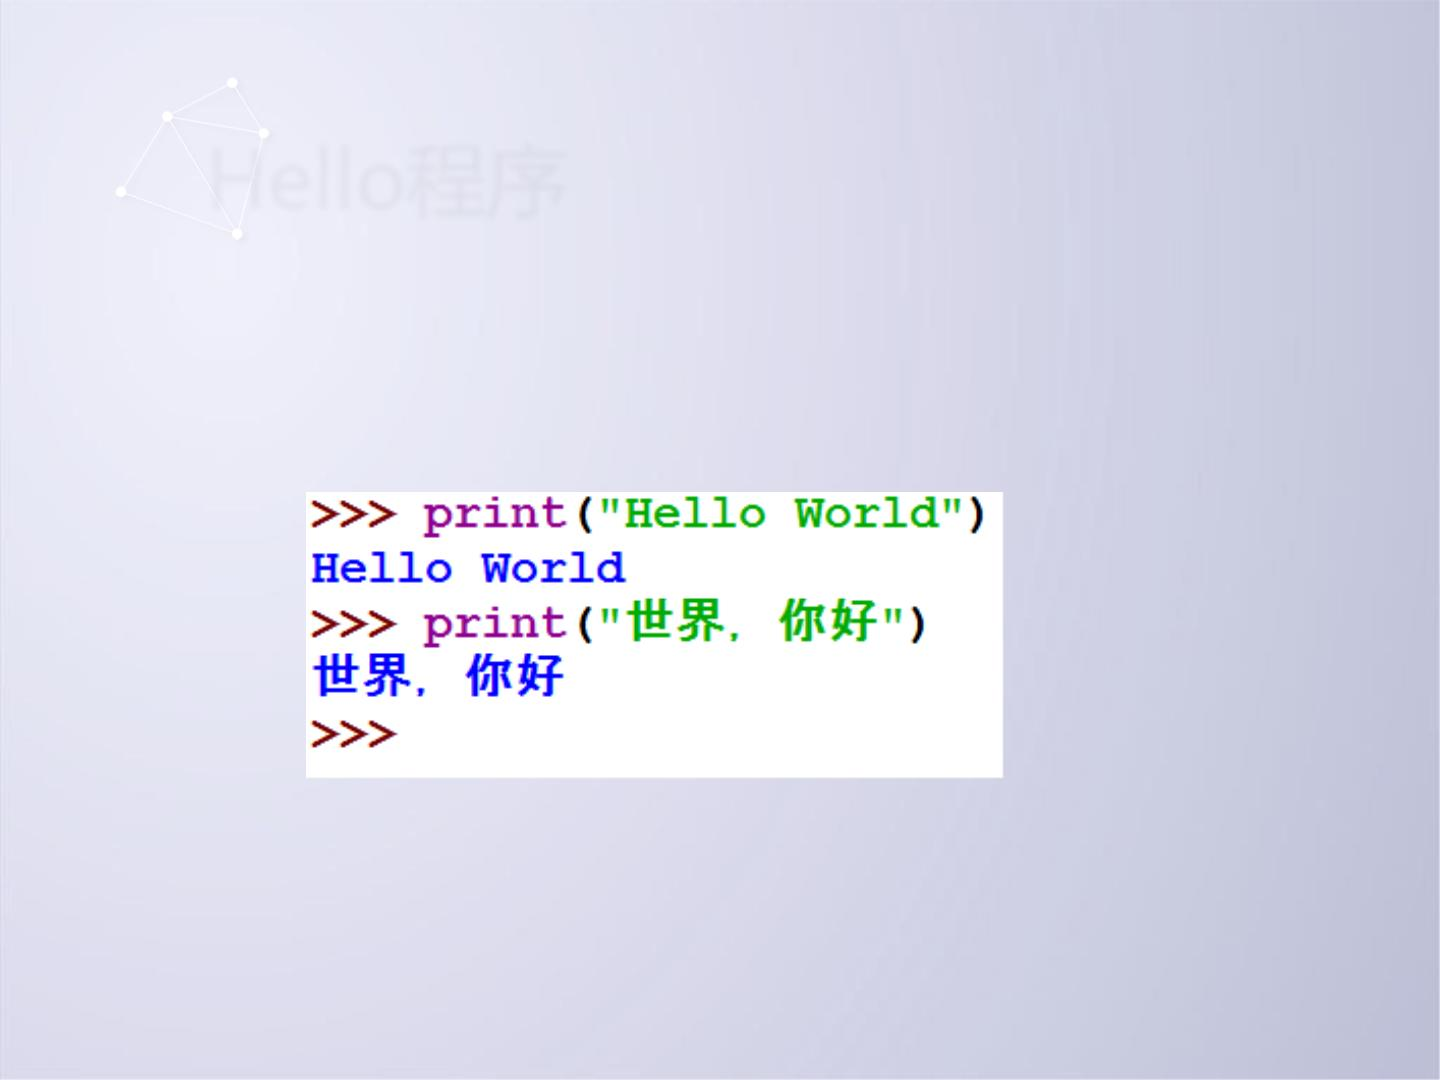 Hello程序
>>> print("Hello World")
Hello World
>>> print("世界，你好")
世界，你好
>>>